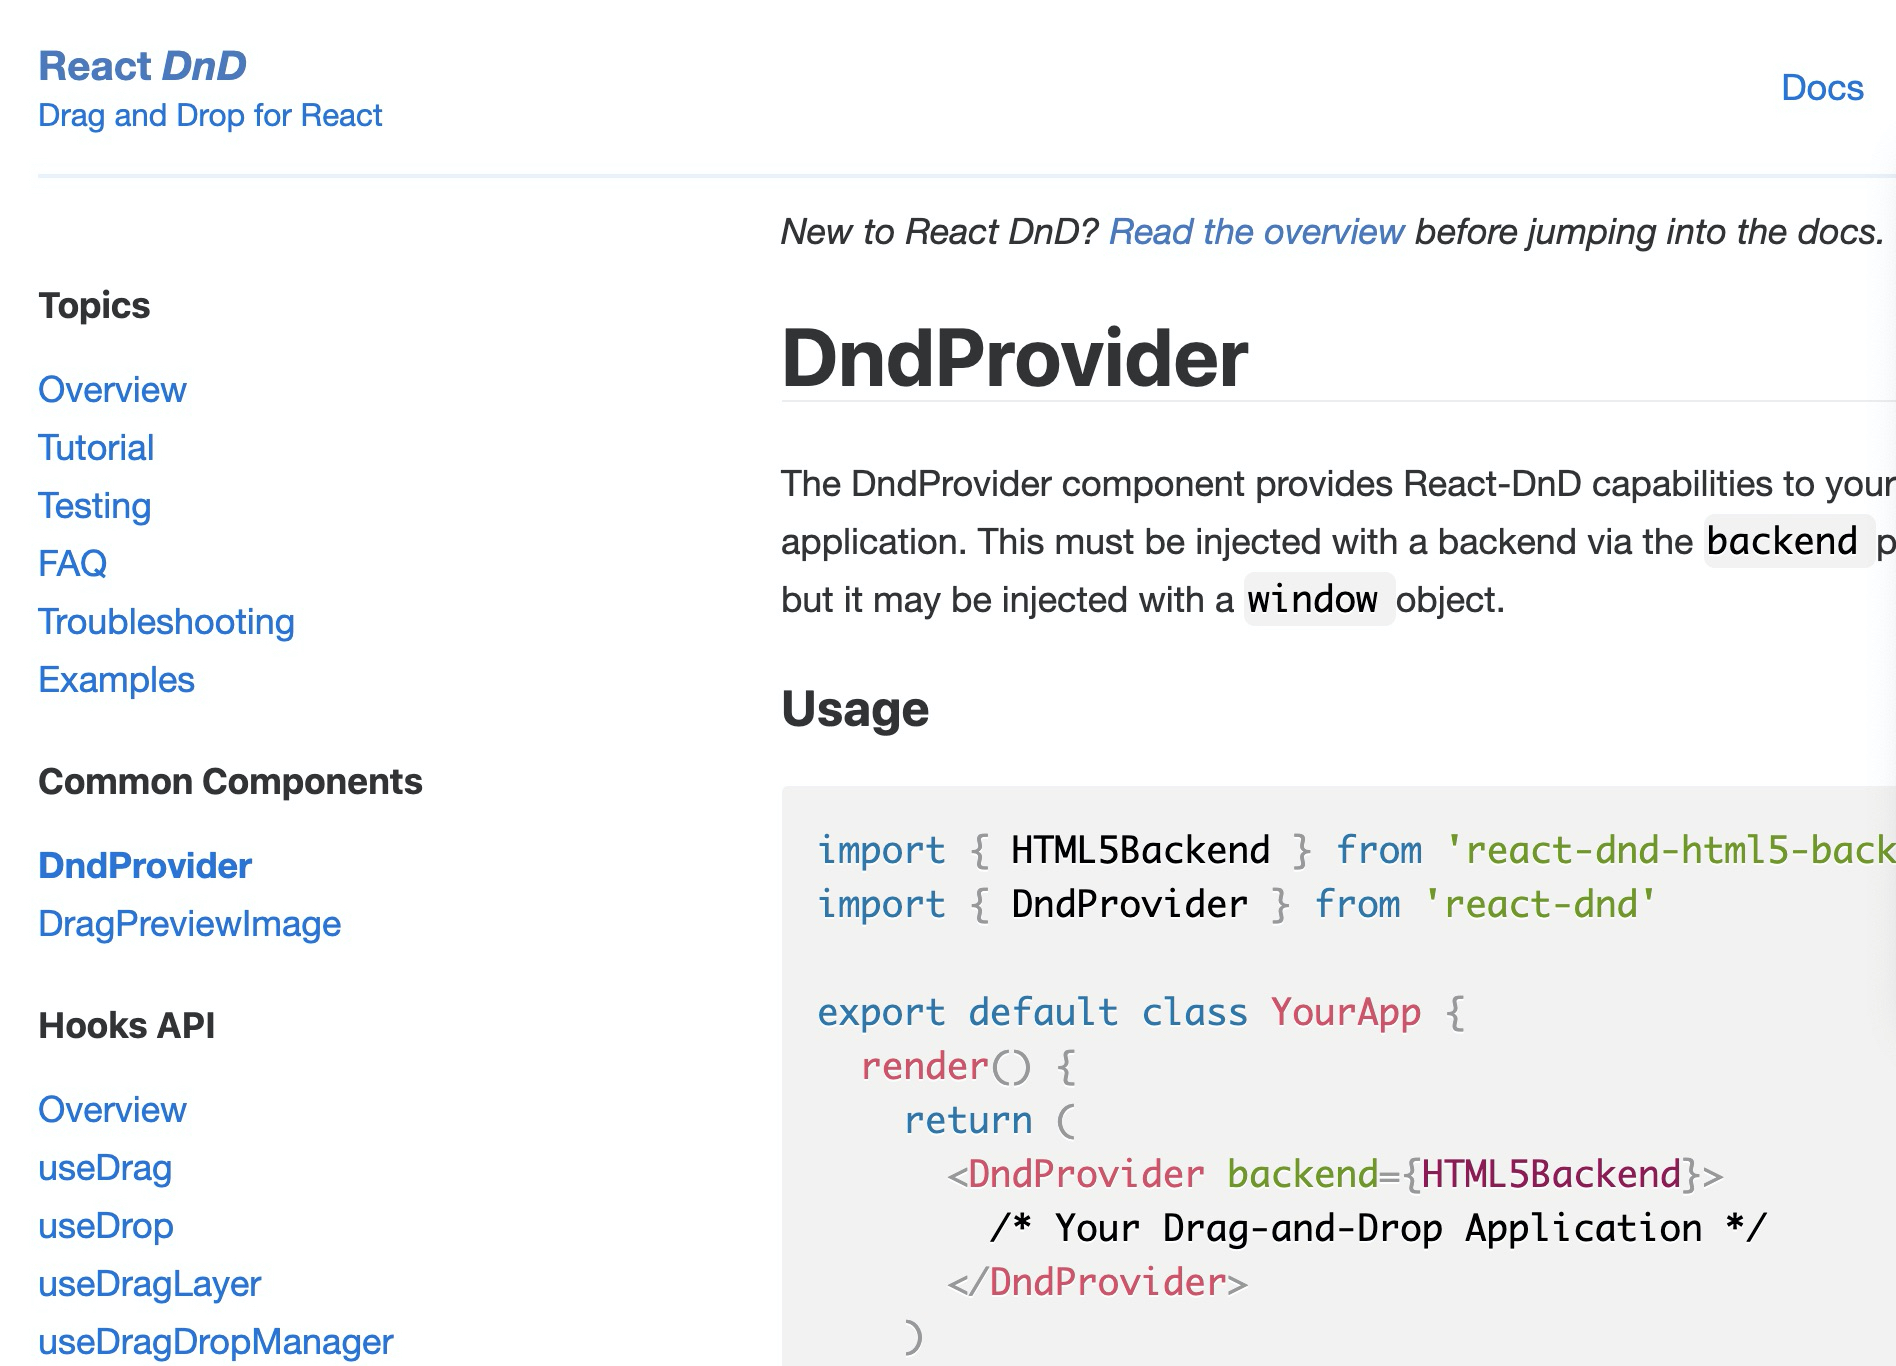 React DnD
Drag and Drop for React
Docs
Topics
Overview
Tutorial
Testing
FAQ
Troubleshooting
Examples
Common Components
DndProvider
DragPreviewImage
Hooks API
Overview
useDrag
useDrop
useDragLayer
useDragDropManager
New to React DnD? Read the overview before jumping into the docs.
DndProvider
The DndProvider component provides React-DnD capabilities to your
application. This must be injected with a backend via the backend p
but it may be injected with a window object.
Usage
import { HTML5Backend } from 'react-dnd-html5-back
import { DndProvider } from 'react-dnd'
export default class YourApp {
render() {
return (
<DndProvider backend={HTML5Backend}>
/* Your Drag-and-Drop Application */
</DndProvider>
)